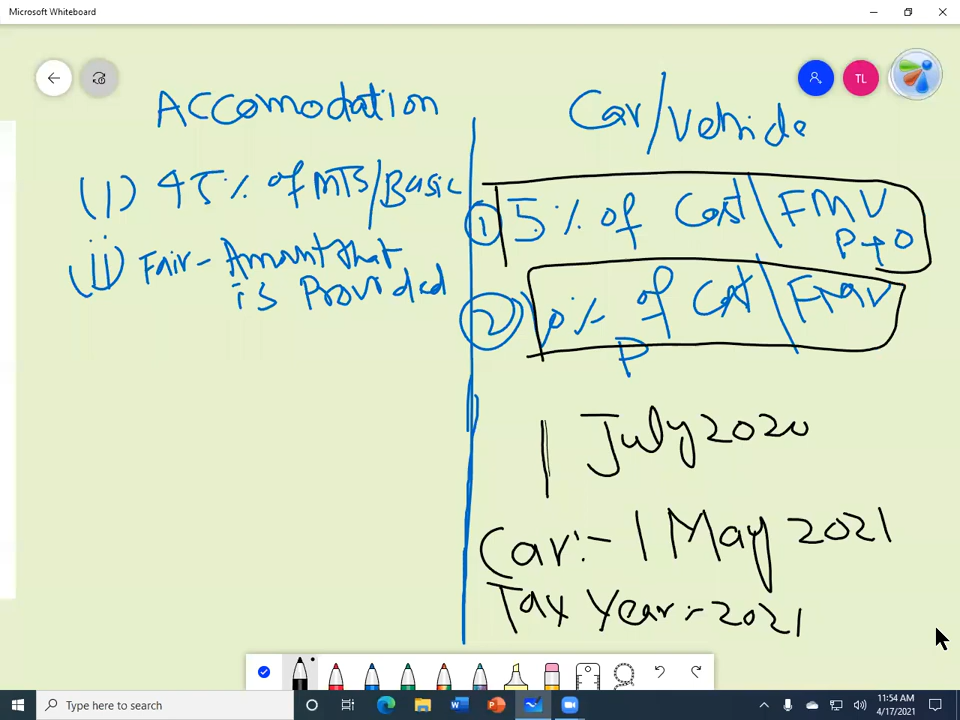 Microsoft Whiteboard
TL
Accomodation
(i) 45% of MTS/Basic
(ii) Fair-Amount that
is Provided
Car/Vehicle
① 5% of Cost\FMV
P+O
② 10% of Cost\FMV
P
1 July 2020
Car:- 1 May 2021
Tax Year:- 2021
Type here to search
11:54 AM
4/17/2021